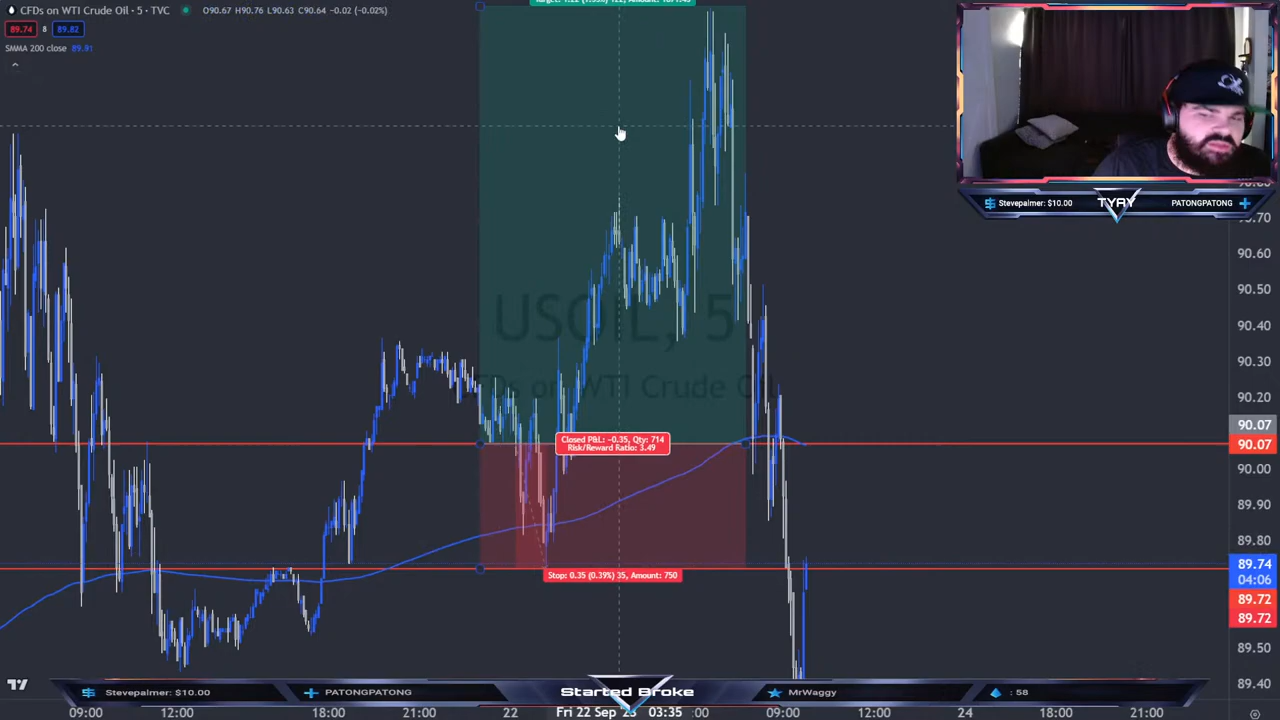 CFDs on WTI Crude Oil · 5 · TVC
O90.67 H90.76 L90.63 C90.64 -0.02 (-0.02%)
89.74 8 89.82
SMMA 200 close 89.91
USOIL, 5
CFDs on WTI Crude Oil
Closed P&L: -0.35, Qty: 714
Risk/Reward Ratio: 3.49
Stop: 0.35 (0.39%) 35, Amount: 750
Stevepalmer: $10.00
TYAY
PATONGPATONG
90.70
90.60
90.50
90.40
90.30
90.20
90.07
90.07
90.00
89.90
89.80
89.74
04:06
89.72
89.72
89.50
89.40
Stevepalmer: $10.00
PATONGPATONG
Started Broke
MrWaggy
: 58
09:00
12:00
18:00
21:00
22
Fri 22 Sep '23 03:35
:00
09:00
12:00
24
18:00
21:00